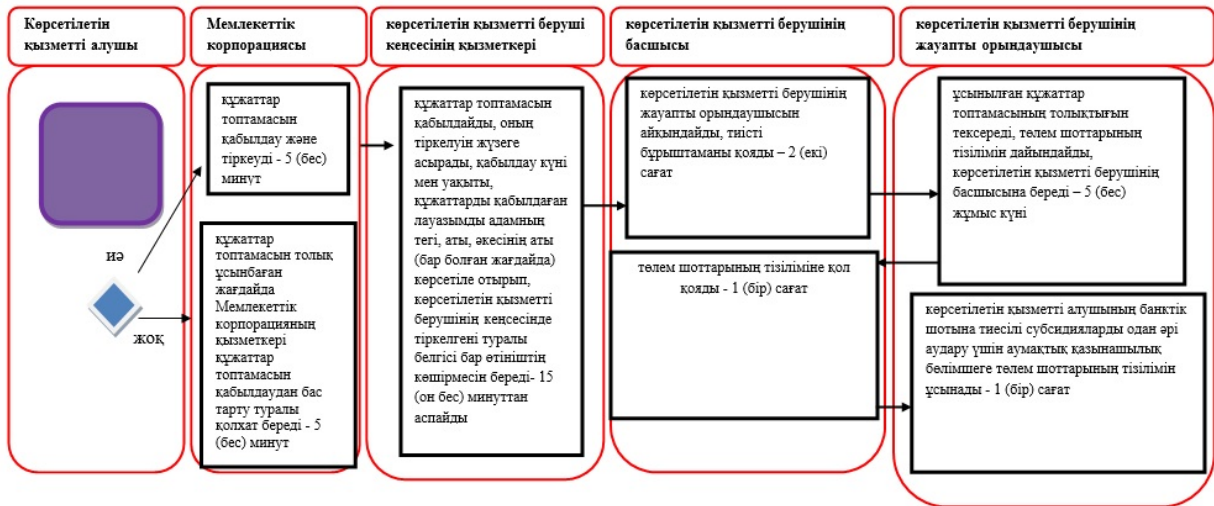 Көрсетілетін
қызметті алушы
Мемлекеттік
корпорациясы
көрсетілетін қызметті беруші
кеңсесінің қызметкері
көрсетілетін қызметті берушінің
басшысы
көрсетілетін қызметті берушінің
жауапты орындаушысы
иә
жоқ
құжаттар
топтамасын
қабылдау және
тіркеуді - 5 (бес)
минут
құжаттар
топтамасын толық
ұсынбаған
жағдайда
Мемлекеттік
корпорацияның
қызметкері
құжаттар
топтамасын
қабылдаудан бас
тарту туралы
қолхат береді - 5
(бес) минут
құжаттар топтамасын
қабылдайды, оның
тіркелуін жүзеге
асырады, қабылдау күні
мен уақыты,
құжаттарды қабылдаған
лауазымды адамның
тегі, аты, әкесінің аты
(бар болған жағдайда)
көрсетіле отырып,
көрсетілетін қызметті
берушінің кеңсесінде
тіркелгені туралы
белгісі бар өтініштің
көшірмесін береді- 15
(он бес) минуттан
аспайды
көрсетілетін қызметті берушінің
жауапты орындаушысын
айқындайды, тиісті
бұрыштаманы қояды – 2 (екі)
сағат
төлем шоттарының тізіліміне қол
қояды - 1 (бір) сағат
ұсынылған құжаттар
топтамасының толықтығын
тексереді, төлем шоттарының
тізілімін дайындайды,
көрсетілетін қызметті берушінің
басшысына береді – 5 (бес)
жұмыс күні
көрсетілетін қызметті алушының банктік
шотына тиесілі субсидияларды одан әрі
аудару үшін аумақтық қазынашылық
бөлімшеге төлем шоттарының тізілімін
ұсынады - 1 (бір) сағат